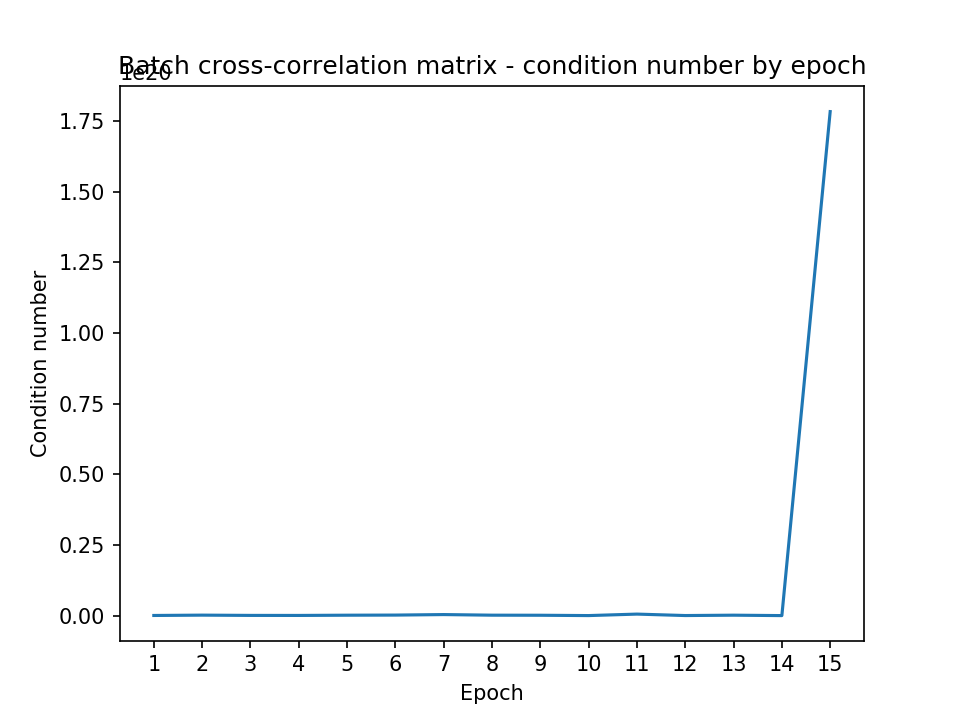 Batch cross-correlation matrix - condition number by epoch
1e20
1.75
1.50
1.25
1.00
0.75
0.50
0.25
0.00
Condition number
1 2 3 4 5 6 7 8 9 10 11 12 13 14 15
Epoch